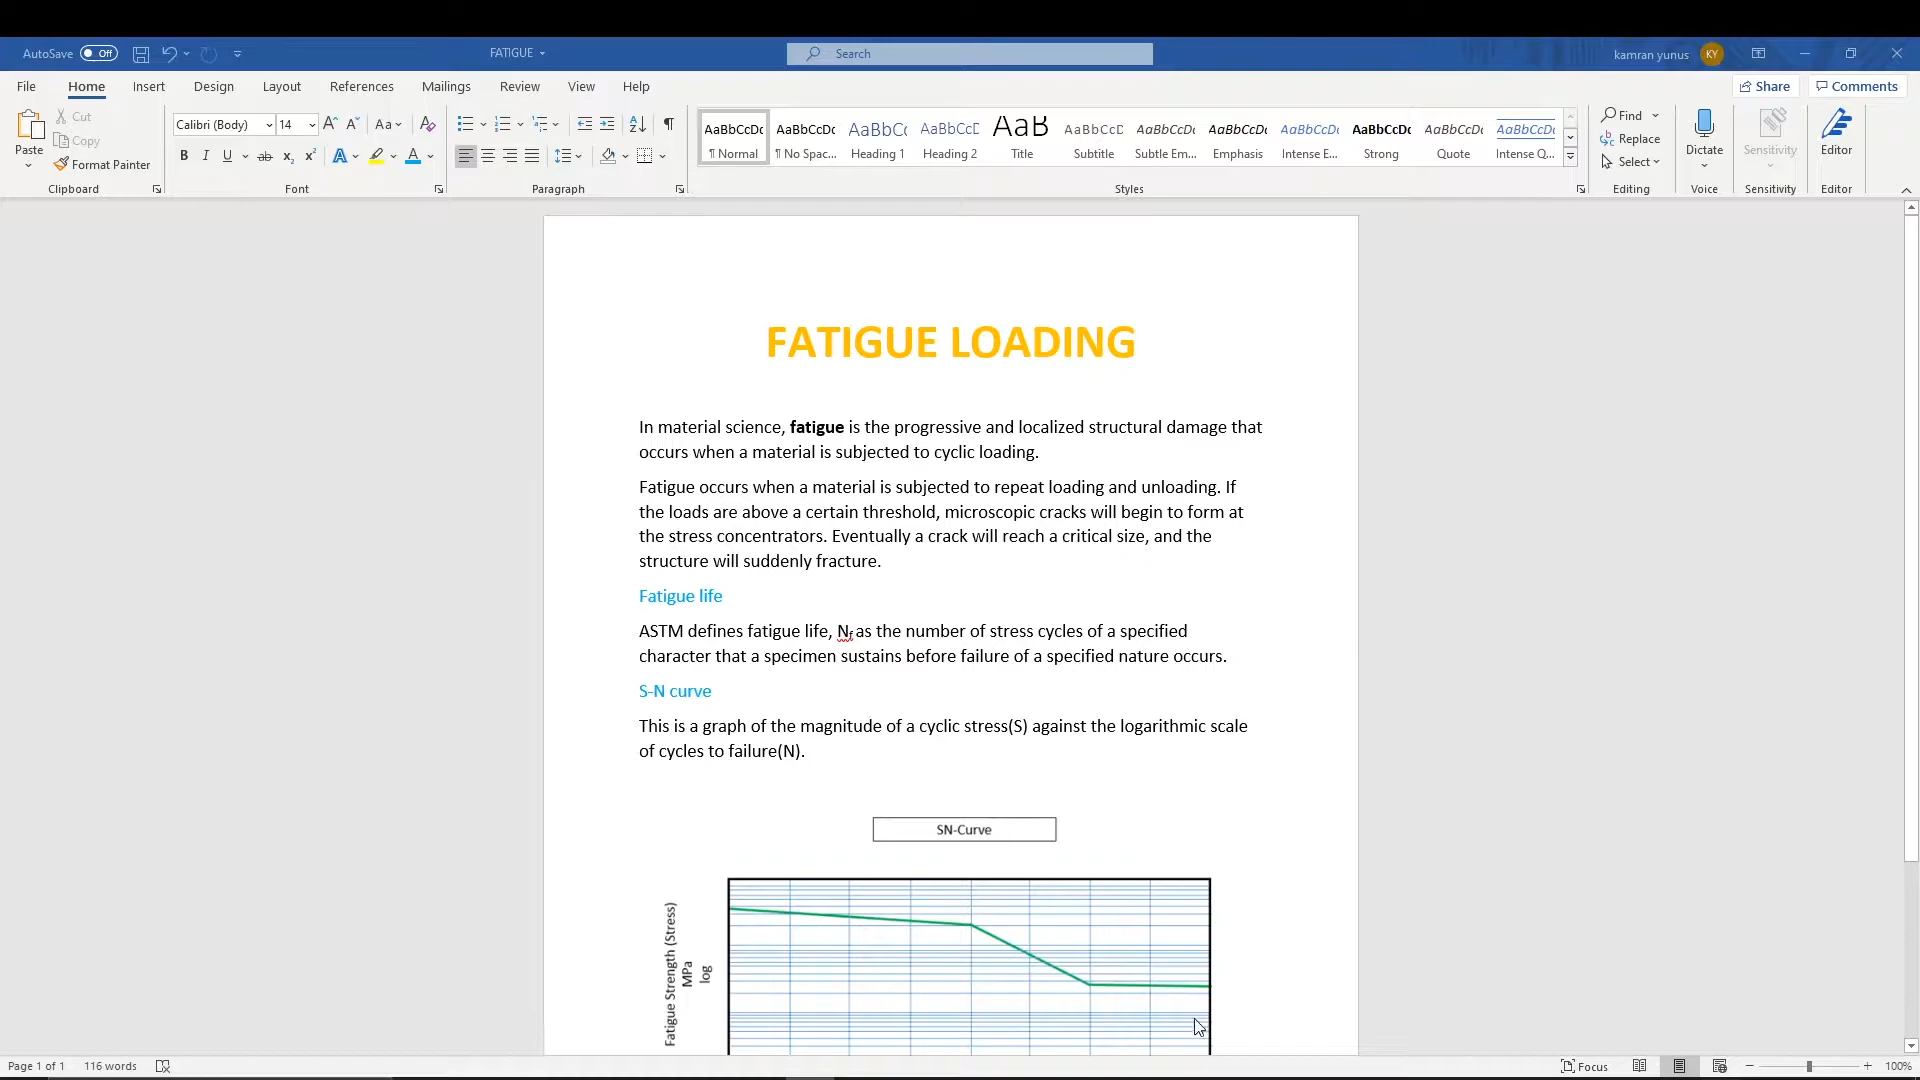 AutoSave Off
FATIGUE
Search
kamran yunus KY
File Home Insert Design Layout References Mailings Review View Help
Share Comments
Paste
Cut
Copy
Format Painter
Clipboard
Calibri (Body) 14
Font
Paragraph
AaBbCcDc AaBbCcDc AaBbCc AaBbCcD AaB AaBbCcD AaBbCcDc AaBbCcDc AaBbCcDc AaBbCcDc AaBbCcDc AaBbCcDc
¶ Normal ¶ No Spac... Heading 1 Heading 2 Title Subtitle Subtle Em... Emphasis Intense E... Strong Quote Intense Q...
Styles
Find
Replace
Select
Editing
Dictate
Voice
Sensitivity
Sensitivity
Editor
Editor
FATIGUE LOADING
In material science, fatigue is the progressive and localized structural damage that
occurs when a material is subjected to cyclic loading.
Fatigue occurs when a material is subjected to repeat loading and unloading. If
the loads are above a certain threshold, microscopic cracks will begin to form at
the stress concentrators. Eventually a crack will reach a critical size, and the
structure will suddenly fracture.
Fatigue life
ASTM defines fatigue life, Nf as the number of stress cycles of a specified
character that a specimen sustains before failure of a specified nature occurs.
S-N curve
This is a graph of the magnitude of a cyclic stress(S) against the logarithmic scale
of cycles to failure(N).
SN-Curve
Fatigue Strength (Stress)
MPa
log
Page 1 of 1 116 words
Focus
100%